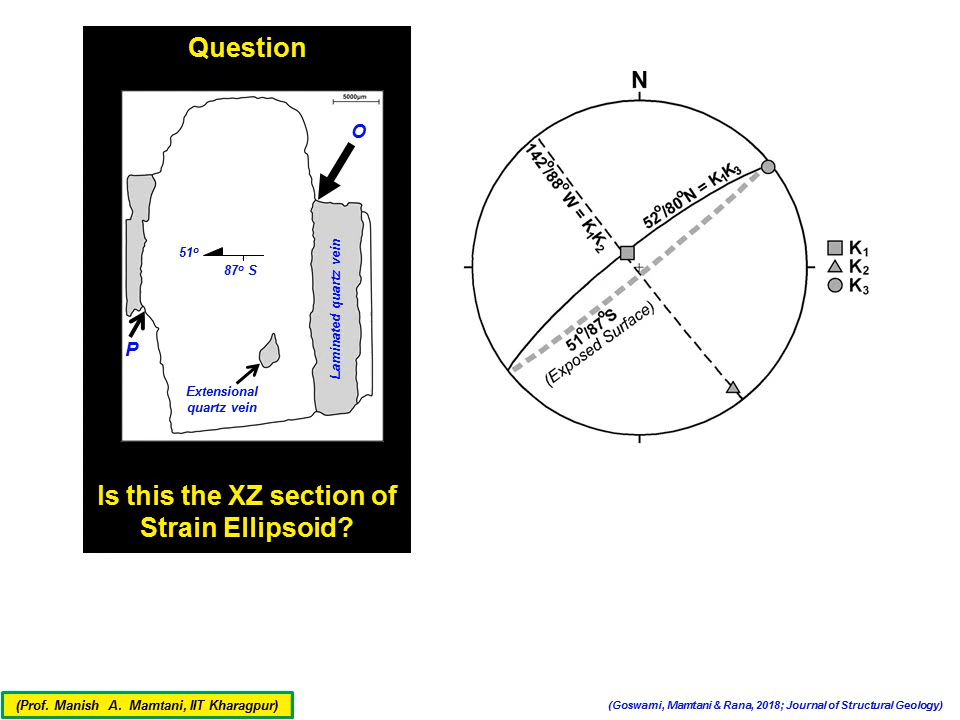 Question
5000µm
O
51°
87° S
Laminated quartz vein
P
Extensional
quartz vein
Is this the XZ section of
Strain Ellipsoid?
N
142°/88° W = K₁K₂
52°/80°N = K₁K₃
51°/87°S
(Exposed Surface)
K₁
K₂
K₃
(Prof. Manish A. Mamtani, IIT Kharagpur)
(Goswami, Mamtani & Rana, 2018; Journal of Structural Geology)